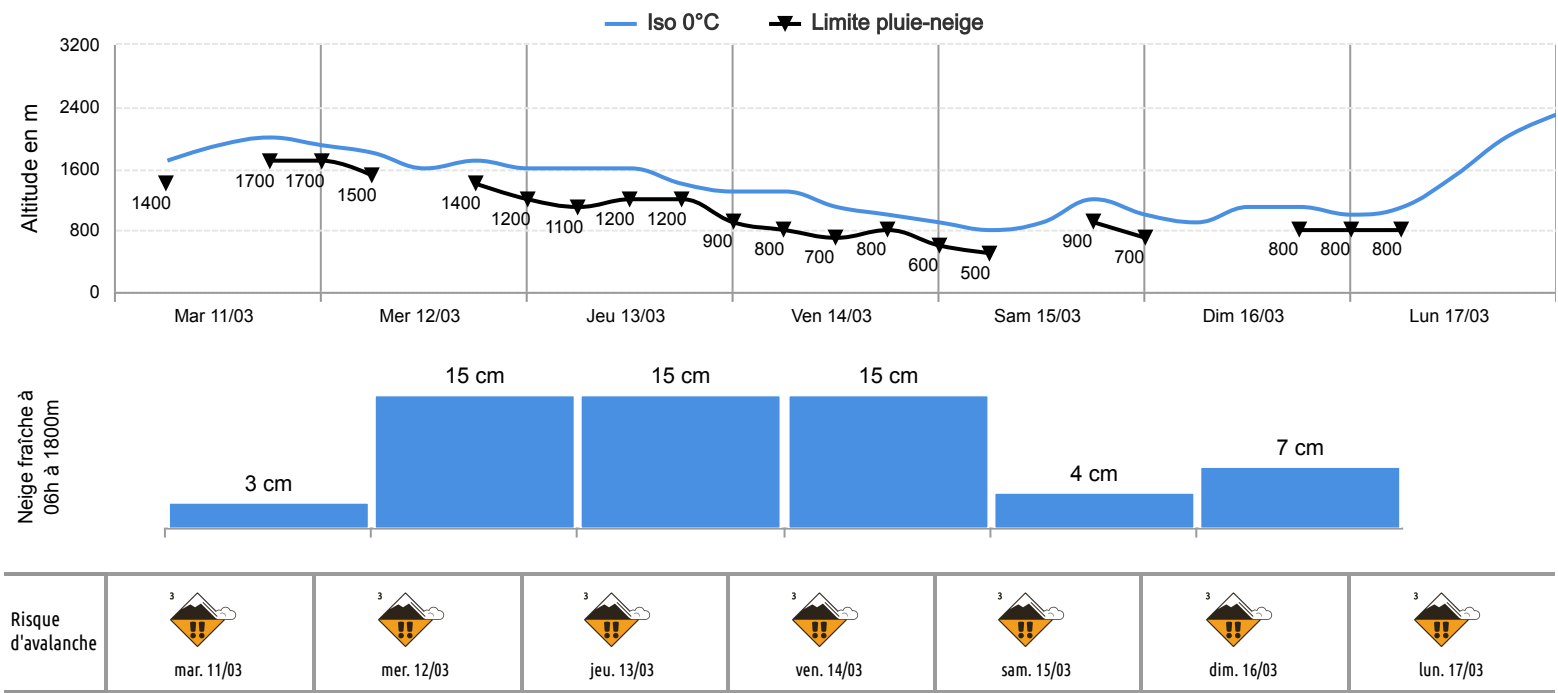 Iso 0°C
Limite pluie-neige
Altitude en m
3200
2400
1600
800
0
1400
1700
1700
1500
1400
1200
1100
1200
1200
900
800
700
800
600
500
900
700
800
800
800
Mar 11/03
Mer 12/03
Jeu 13/03
Ven 14/03
Sam 15/03
Dim 16/03
Lun 17/03
Neige fraîche à
06h à 1800m
3 cm
15 cm
15 cm
15 cm
4 cm
7 cm
Risque
d'avalanche
3
!!
mar. 11/03
3
!!
mer. 12/03
3
!!
jeu. 13/03
3
!!
ven. 14/03
3
!!
sam. 15/03
3
!!
dim. 16/03
3
!!
lun. 17/03